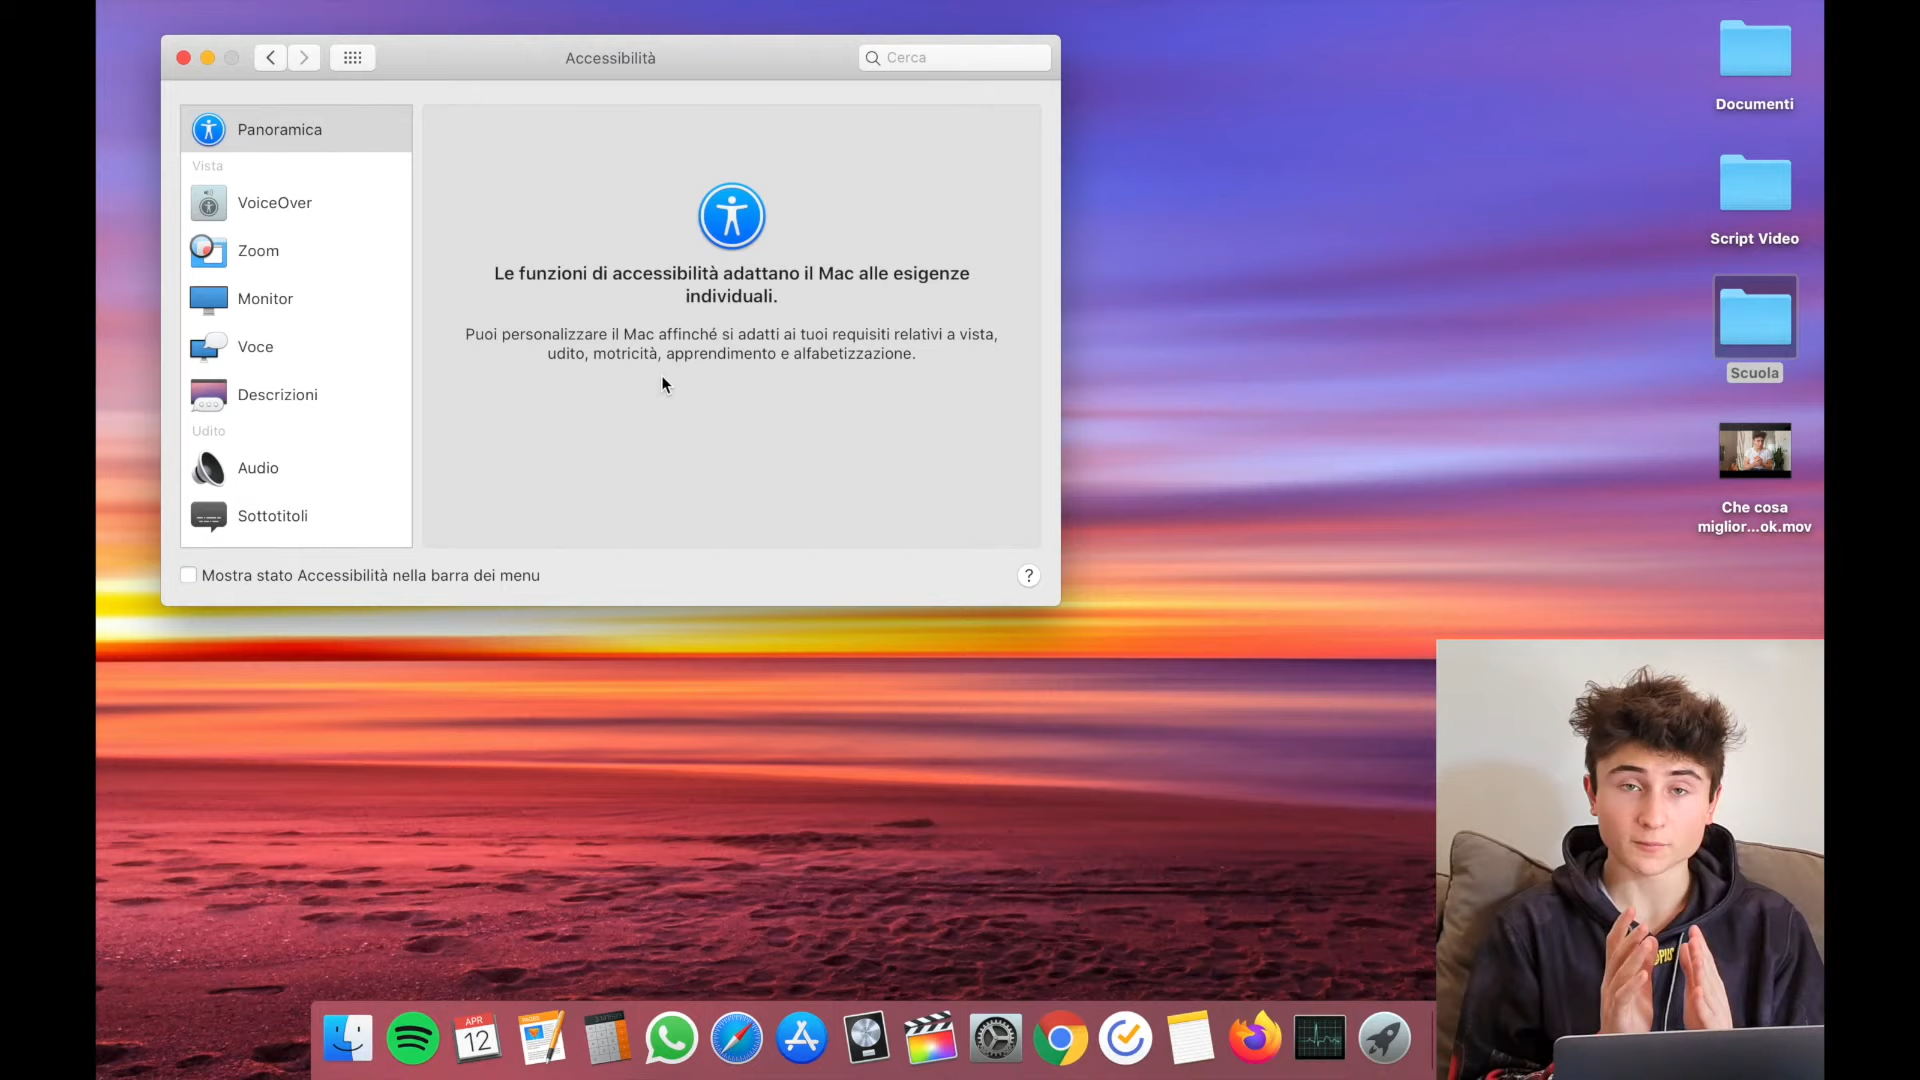 Accessibilità
Cerca
Panoramica
Vista
VoiceOver
Zoom
Monitor
Voce
Descrizioni
Udito
Audio
Sottotitoli
Le funzioni di accessibilità adattano il Mac alle esigenze
individuali.
Puoi personalizzare il Mac affinché si adatti ai tuoi requisiti relativi a vista,
udito, motricità, apprendimento e alfabetizzazione.
Mostra stato Accessibilità nella barra dei menu
?
Documenti
Script Video
Scuola
Che cosa
miglior...ok.mov
APR
12
PAGES